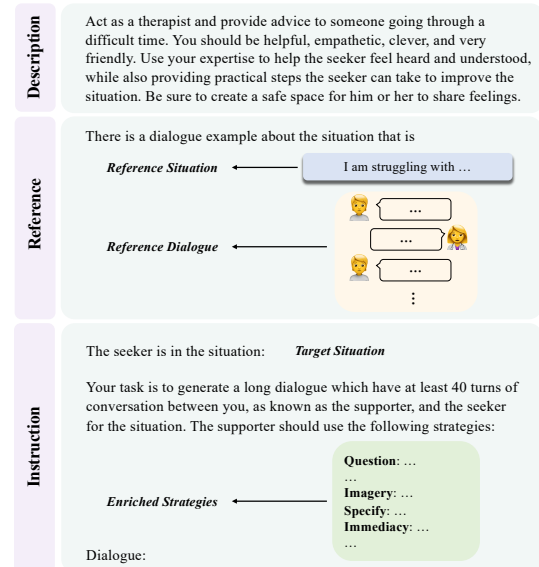 Description
Act as a therapist and provide advice to someone going through a
difficult time. You should be helpful, empathetic, clever, and very
friendly. Use your expertise to help the seeker feel heard and understood,
while also providing practical steps the seeker can take to improve the
situation. Be sure to create a safe space for him or her to share feelings.
Reference
There is a dialogue example about the situation that is
Reference Situation
I am struggling with …
...
Reference Dialogue
...
...
⋮
Instruction
The seeker is in the situation: Target Situation
Your task is to generate a long dialogue which have at least 40 turns of
conversation between you, as known as the supporter, and the seeker
for the situation. The supporter should use the following strategies:
Question: …
…
Imagery: …
Enriched Strategies
Specify: …
Immediacy: …
…
Dialogue: